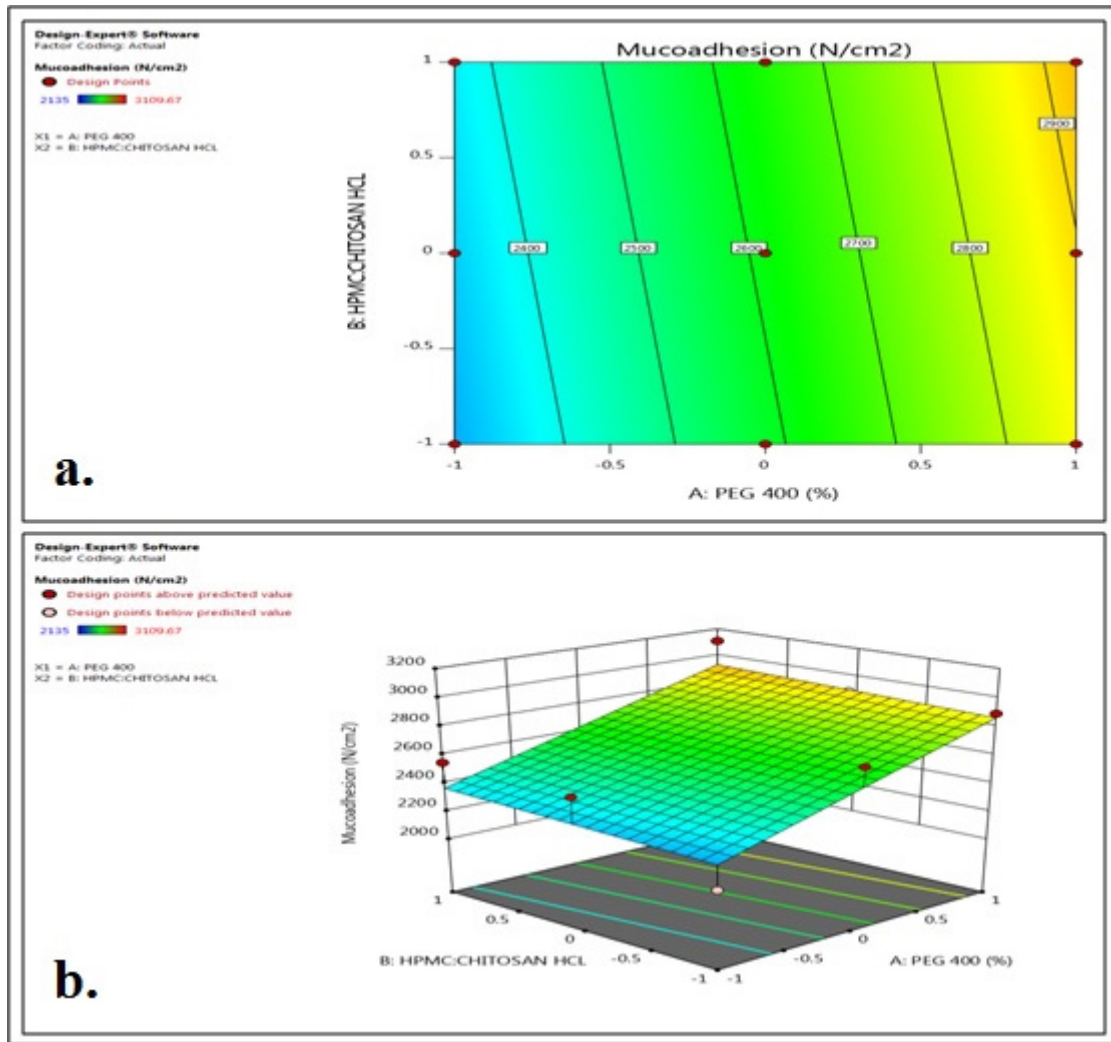 Design-Expert® Software
Factor Coding: Actual
Mucoadhesion (N/cm2)
Design Points
2135 3109.67
X1 = A: PEG 400
X2 = B: HPMC:CHITOSAN HCL
Mucoadhesion (N/cm2)
B: HPMC:CHITOSAN HCL
1
0.5
0
-0.5
-1
2400
2500
2600
2700
2800
2900
-1
-0.5
0
0.5
1
A: PEG 400 (%)
a.
Design-Expert® Software
Factor Coding: Actual
Mucoadhesion (N/cm2)
Design points above predicted value
Design points below predicted value
2135 3109.67
X1 = A: PEG 400
X2 = B: HPMC:CHITOSAN HCL
Mucoadhesion (N/cm2)
3200
3000
2800
2600
2400
2200
2000
1
0.5
0
-0.5
-1
B: HPMC:CHITOSAN HCL
-1
-0.5
0
0.5
1
A: PEG 400 (%)
b.